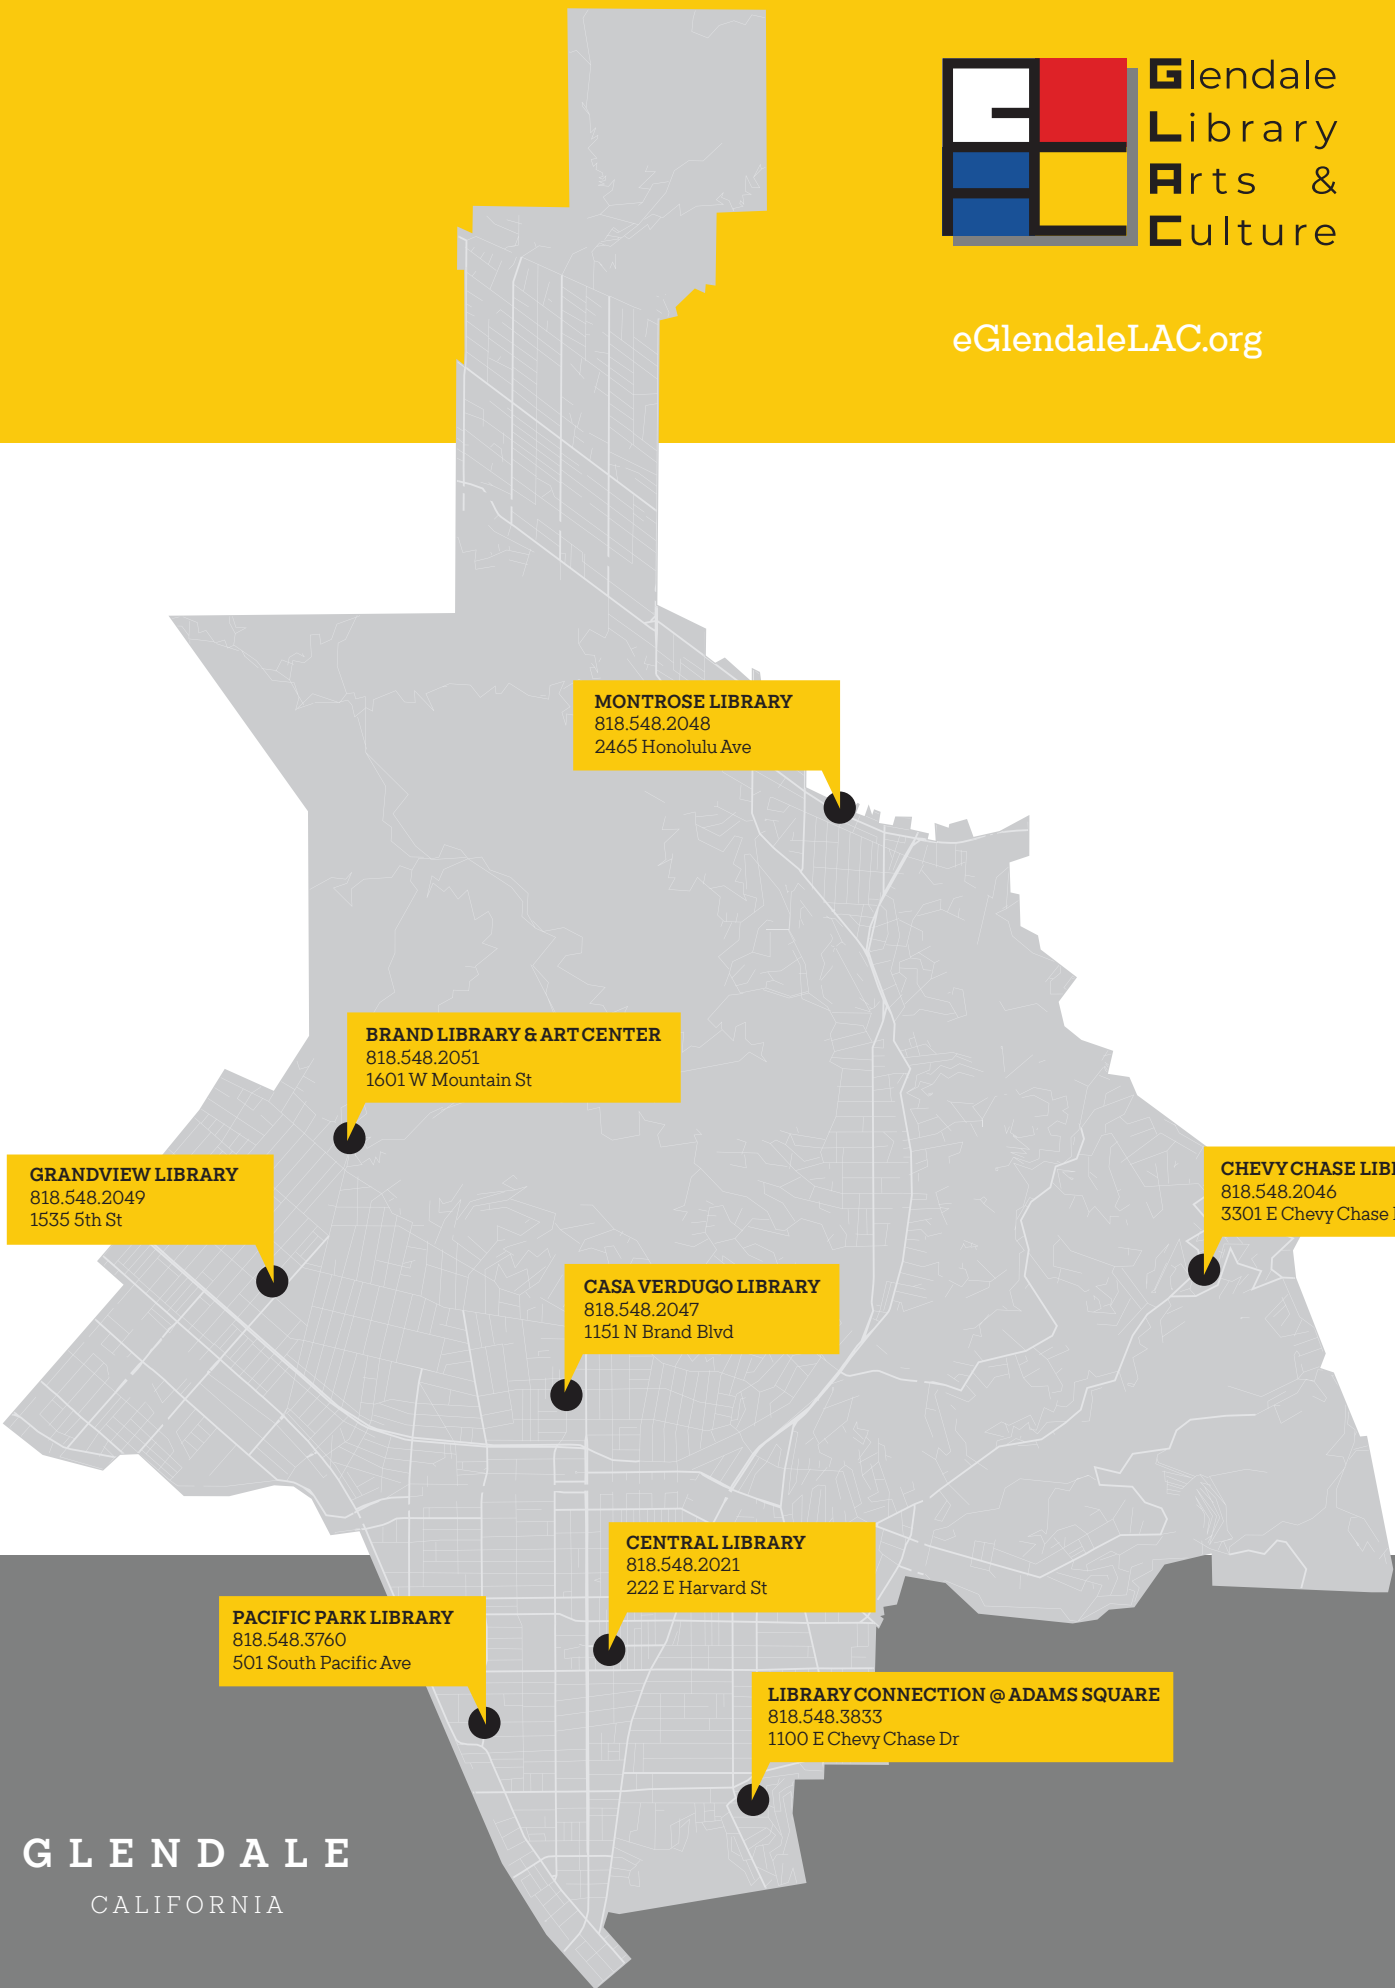 Glendale
Library
Arts &
Culture
eGlendaleLAC.org
MONTROSE LIBRARY
818.548.2048
2465 Honolulu Ave
BRAND LIBRARY & ART CENTER
818.548.2051
1601 W Mountain St
GRANDVIEW LIBRARY
818.548.2049
1535 5th St
CHEVY CHASE
818.548.2046
3301 E Chevy Chase
CASA VERDUGO LIBRARY
818.548.2047
1151 N Brand Blvd
CENTRAL LIBRARY
818.548.2021
222 E Harvard St
PACIFIC PARK LIBRARY
818.548.3760
501 South Pacific Ave
LIBRARY CONNECTION @ ADAMS SQUARE
818.548.3833
1100 E Chevy Chase Dr
GLENDALE
CALIFORNIA